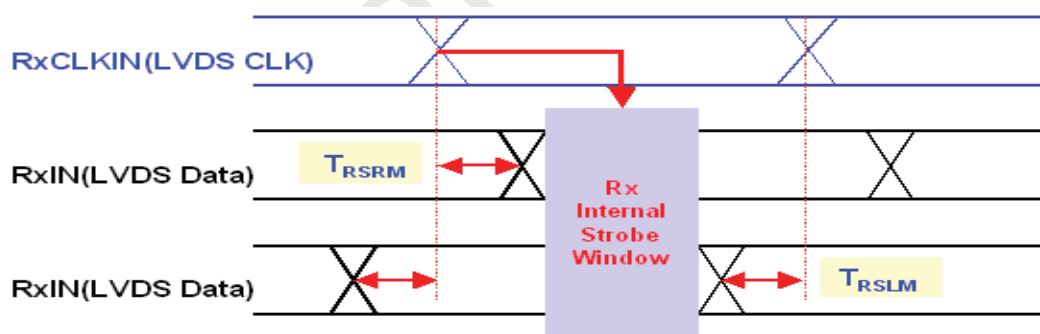 RxCLKIN(LVDS CLK)
RxIN(LVDS Data)
TRSRM
Rx
Internal
Strobe
Window
RxIN(LVDS Data)
TRSLM